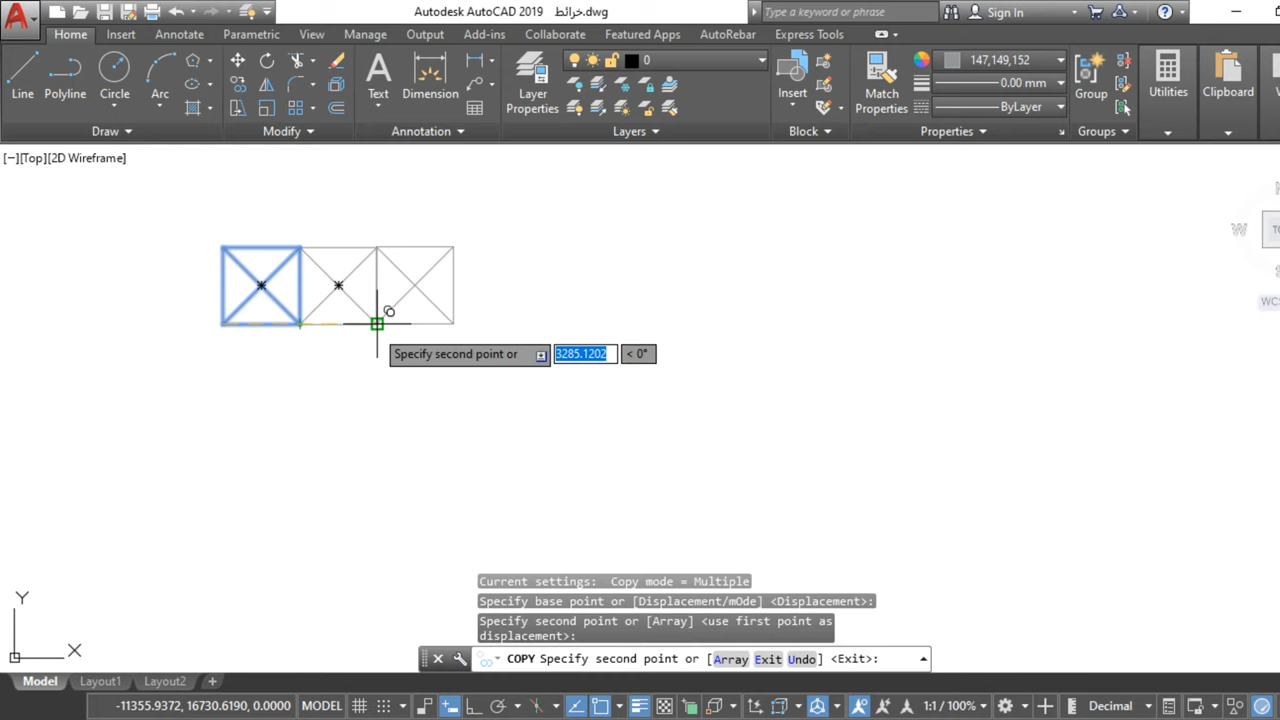 Autodesk AutoCAD 2019 خرائط.dwg
Type a keyword or phrase
Sign In
Home Insert Annotate Parametric View Manage Output Add-ins Collaborate Featured Apps AutoRebar Express Tools
Line Polyline Circle Arc
Text Dimension
Layer Properties
0
Insert
Match Properties
147,149,152
0.00 mm
ByLayer
Group
Utilities
Clipboard
Draw Modify Annotation Layers Block Properties Groups
[−][Top][2D Wireframe]
W
TO
WCS
S
Specify second point or 3285.1202 < 0°
Y
X
Current settings: Copy mode = Multiple
Specify base point or [Displacement/mOde] <Displacement>:
Specify second point or [Array] <use first point as
displacement>:
COPY Specify second point or [Array Exit Undo] <Exit>:
Model Layout1 Layout2 +
-11355.9372, 16730.6190, 0.0000 MODEL 1:1 / 100% Decimal